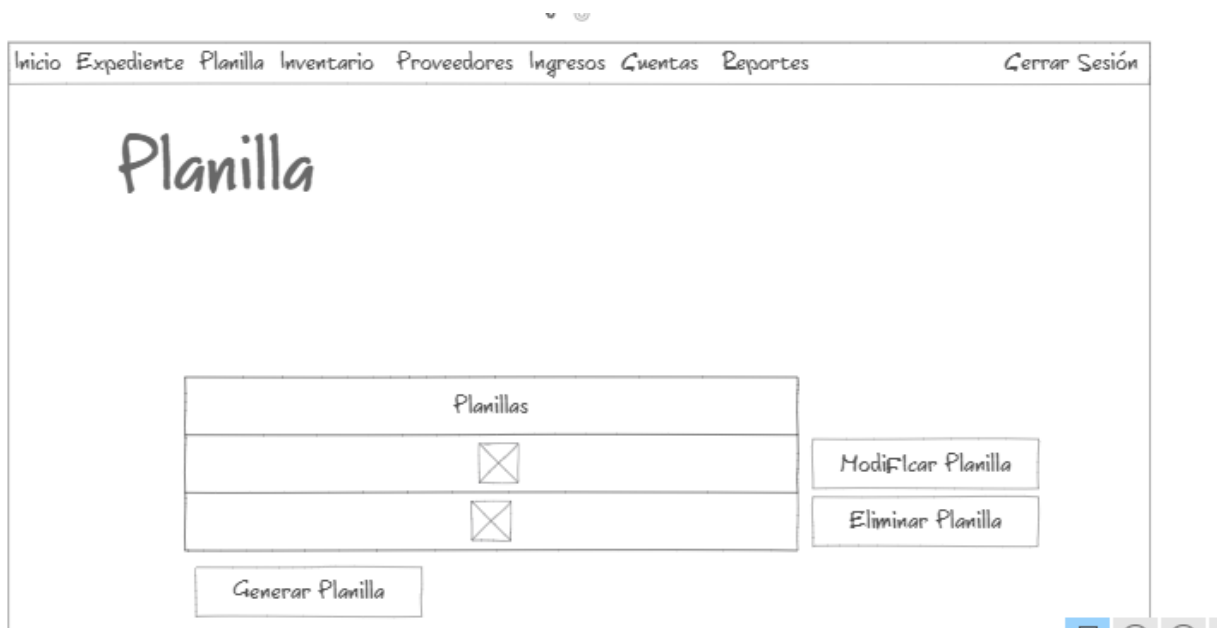 Inicio Expediente Planilla Inventario Proveedores Ingresos Cuentas Reportes Cerrar Sesión
Planilla
Planillas
Modificar Planilla
Eliminar Planilla
Generar Planilla